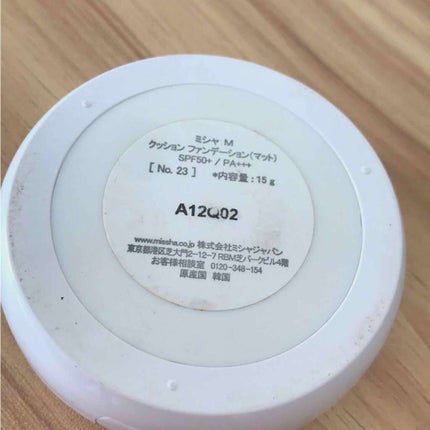 ミシャ M
クッション ファンデーション(マット)
SPF50+ / PA+++
[ No. 23 ] *内容量 : 15 g
A12Q02
www.missha.co.jp 株式会社ミシャジャパン
東京都港区芝大門2-12-7 RBM芝パークビル4階
お客様相談室 0120-348-154
原産国 韓国